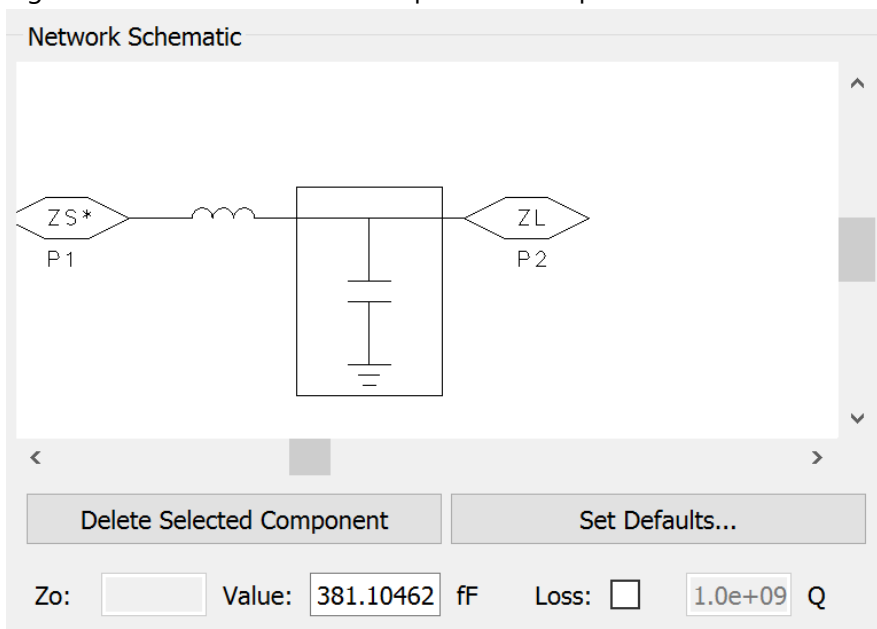 Network Schematic
ZS* ZL
P1 P2
Delete Selected Component Set Defaults...
Zo: Value: 381.10462 fF Loss: 1.0e+09 Q